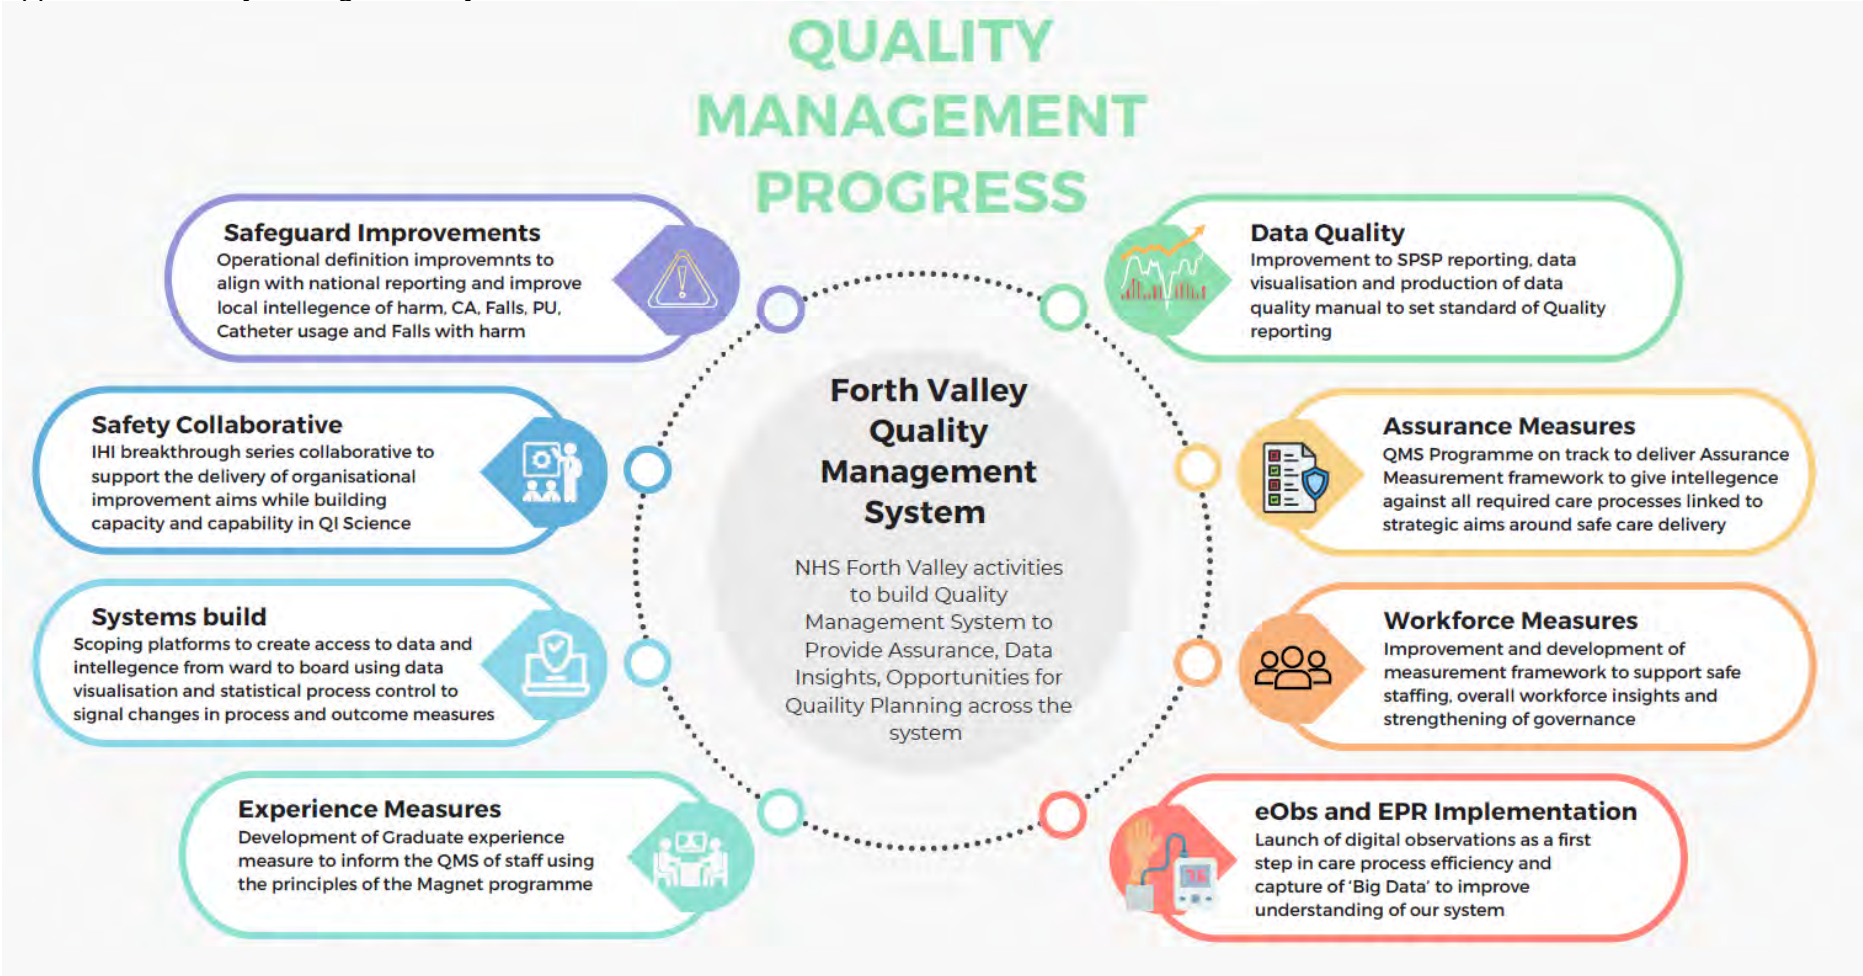 QUALITY
MANAGEMENT
PROGRESS
Safeguard Improvements
Operational definition improvemnts to
align with national reporting and improve
local intellegence of harm, CA, Falls, PU,
Catheter usage and Falls with harm
Safety Collaborative
IHI breakthrough series collaborative to
support the delivery of organisational
improvement aims while building
capacity and capability in QI Science
Systems build
Scoping platforms to create access to data and
intellegence from ward to board using data
visualisation and statistical process control to
signal changes in process and outcome measures
Experience Measures
Development of Graduate experience
measure to inform the QMS of staff using
the principles of the Magnet programme
Forth Valley
Quality
Management
System
NHS Forth Valley activities
to build Quality
Management System to
Provide Assurance, Data
Insights, Opportunities for
Quaility Planning across the
system
Data Quality
Improvement to SPSP reporting, data
visualisation and production of data
quality manual to set standard of Quality
reporting
Assurance Measures
QMS Programme on track to deliver Assurance
Measurement framework to give intellegence
against all required care processes linked to
strategic aims around safe care delivery
Workforce Measures
Improvement and development of
measurement framework to support safe
staffing, overall workforce insights and
strengthening of governance
eObs and EPR Implementation
Launch of digital observations as a first
step in care process efficiency and
capture of 'Big Data' to improve
understanding of our system